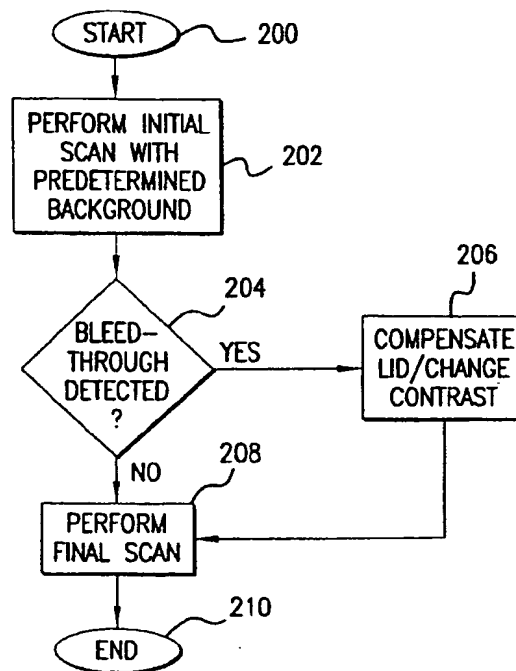 START
200
PERFORM INITIAL
SCAN WITH
PREDETERMINED
BACKGROUND
202
204
BLEED-
THROUGH
DETECTED
?
YES
206
COMPENSATE
LID/CHANGE
CONTRAST
NO
208
PERFORM
FINAL SCAN
210
END